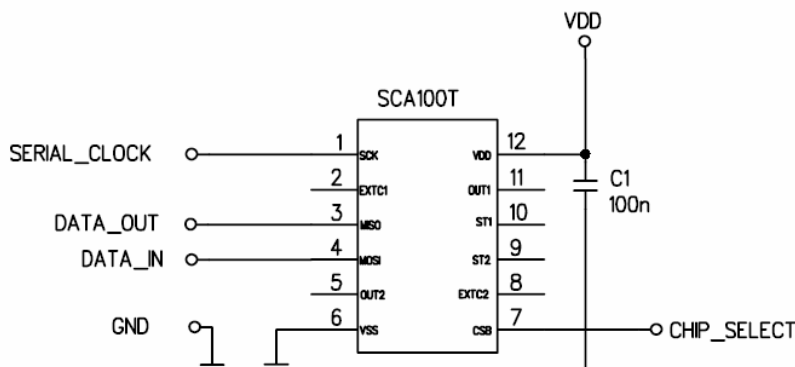 VDD
SCA100T
SERIAL_CLOCK 1 SCK VDD 12
2 EXTC1 OUT1 11 C1
100n
DATA_OUT 3 MISO ST1 10
DATA_IN 4 MOSI ST2 9
5 OUT2 EXTC2 8
GND 6 VSS CSB 7 CHIP_SELECT